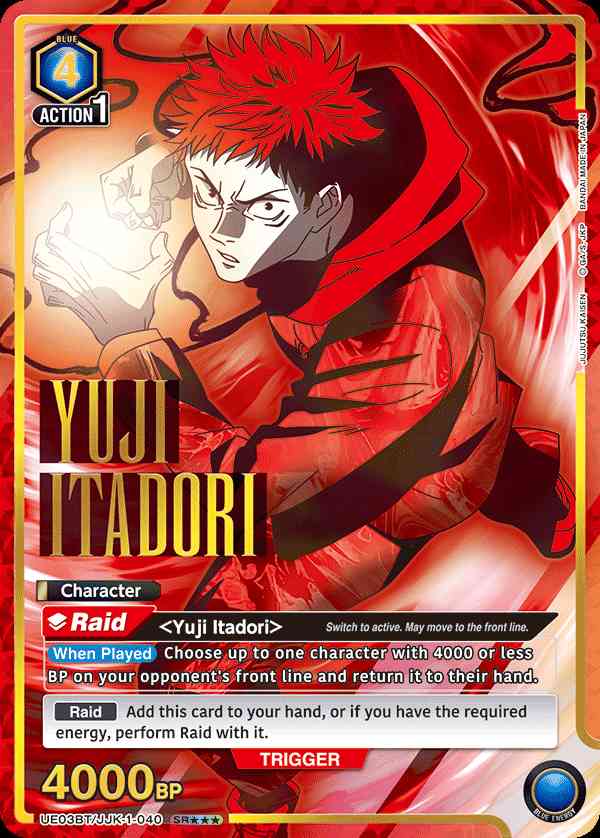 BLUE
4
ACTION 1
JUJUTSU KAISEN © GA/S, JKP BANDAI MADE IN JAPAN
YUJI
ITADORI
Character
Raid <Yuji Itadori> Switch to active. May move to the front line.
When Played Choose up to one character with 4000 or less
BP on your opponent's front line and return it to their hand.
Raid Add this card to your hand, or if you have the required
energy, perform Raid with it.
TRIGGER
4000BP
BLUE ENERGY
UE03BT/JJK-1-040 SR★★★